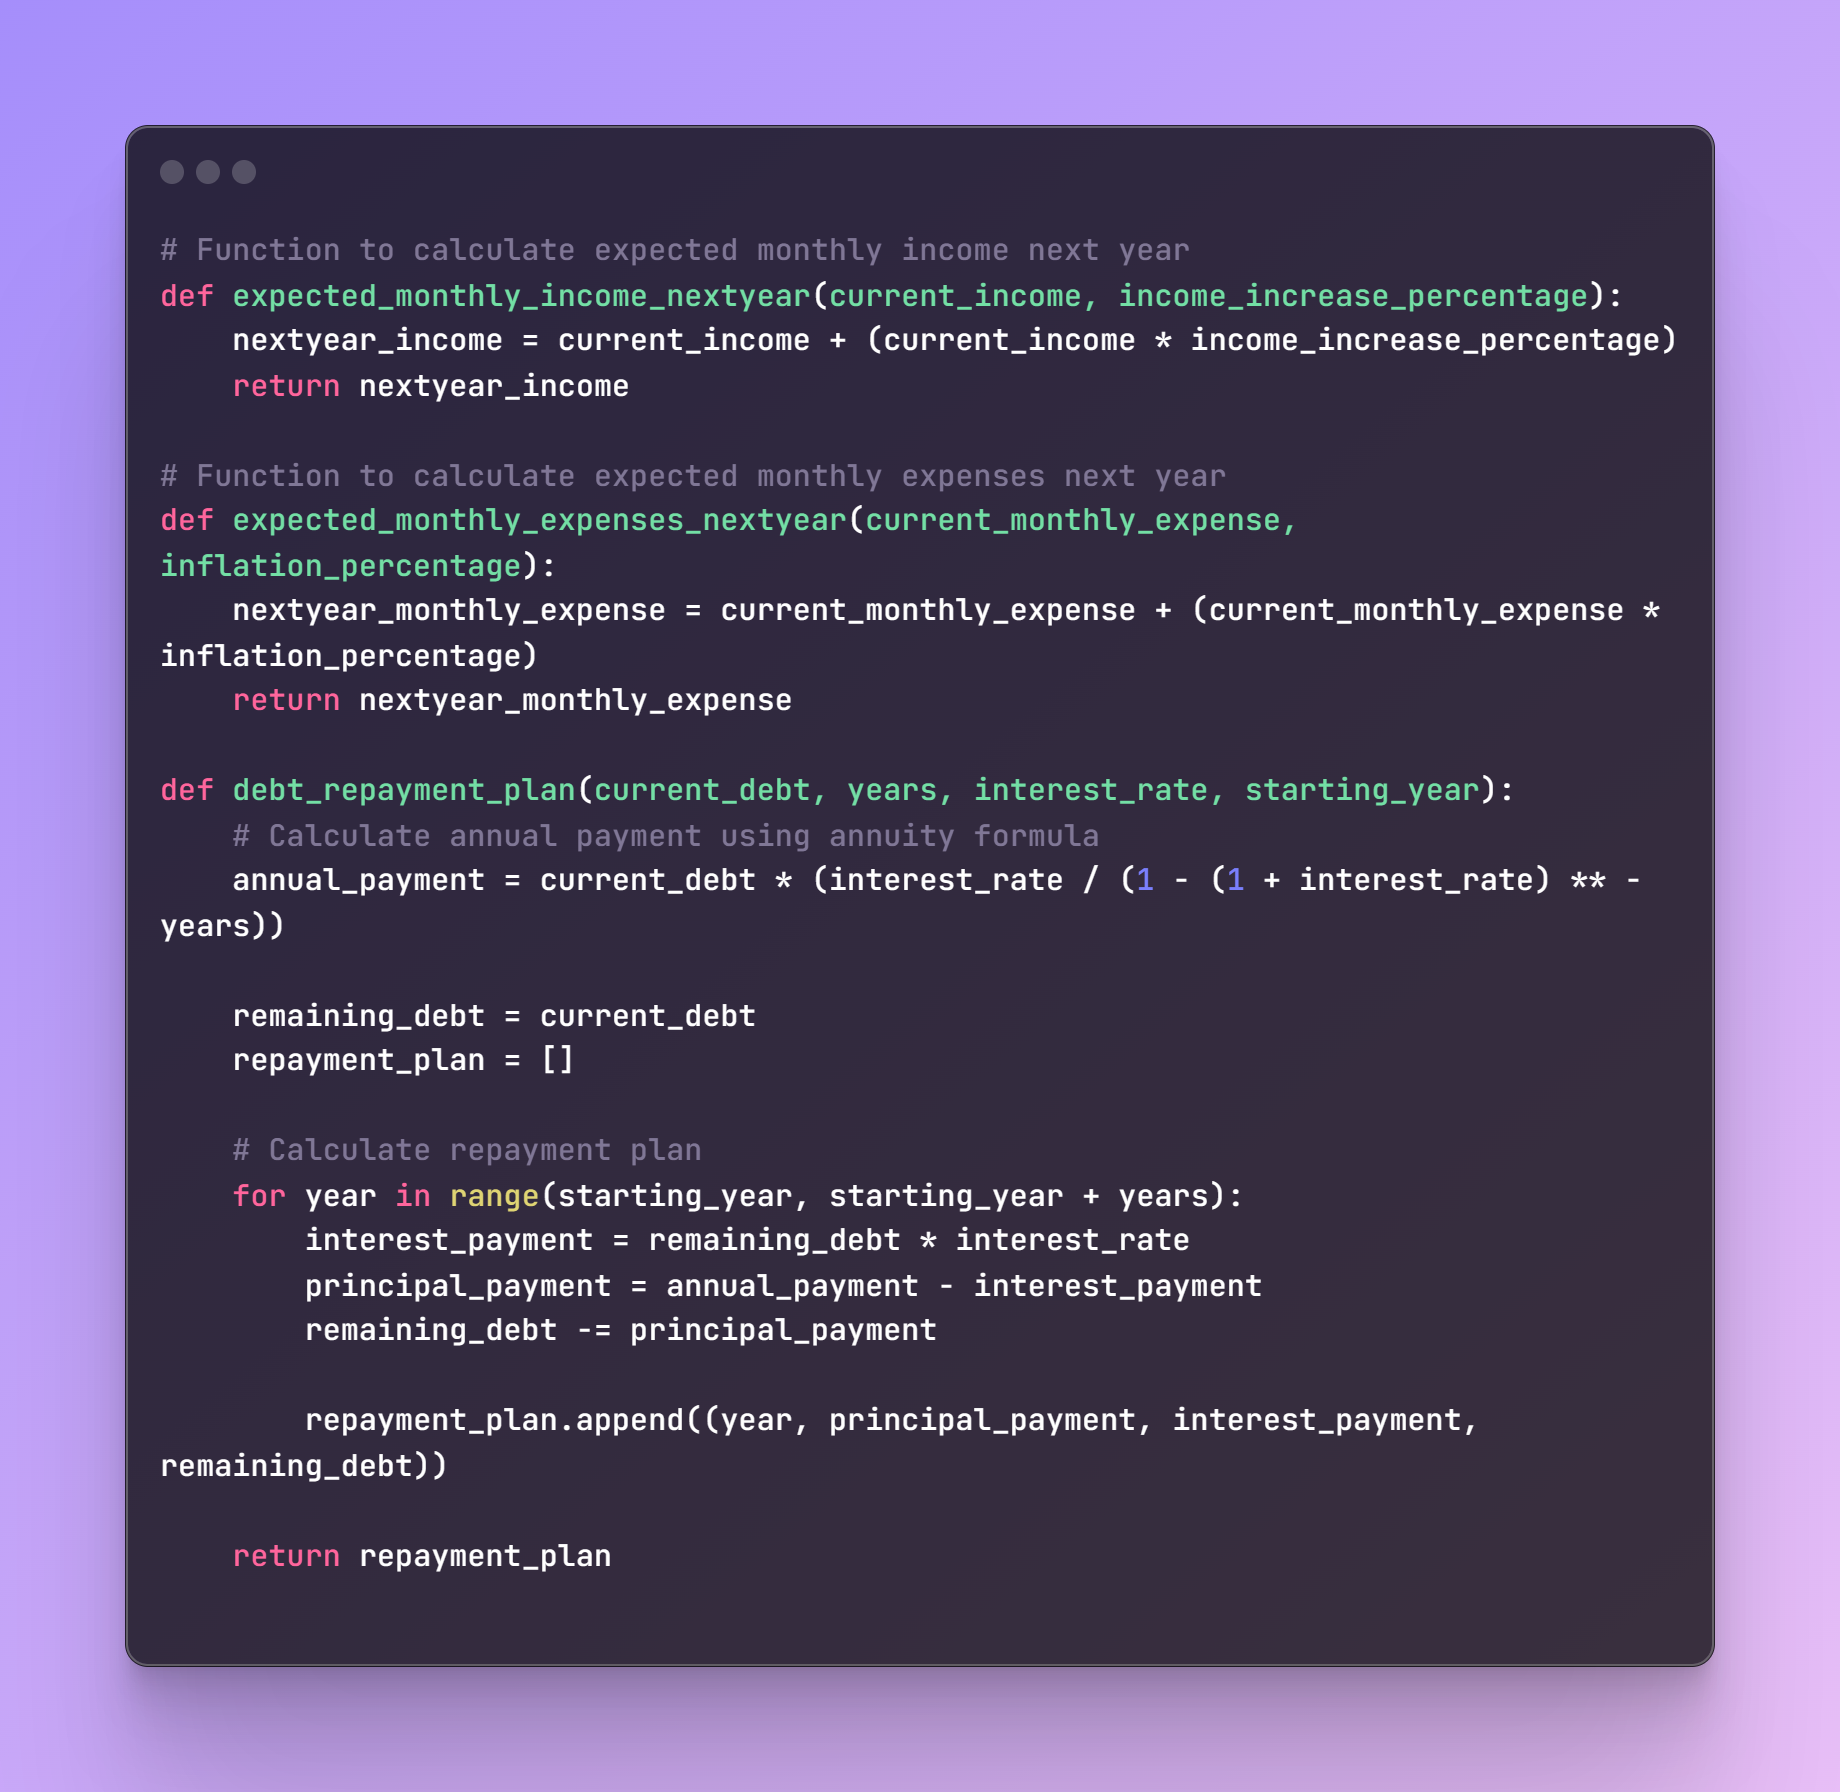 # Function to calculate expected monthly income next year
def expected_monthly_income_nextyear(current_income, income_increase_percentage):
    nextyear_income = current_income + (current_income * income_increase_percentage)
    return nextyear_income

# Function to calculate expected monthly expenses next year
def expected_monthly_expenses_nextyear(current_monthly_expense,
inflation_percentage):
    nextyear_monthly_expense = current_monthly_expense + (current_monthly_expense *
inflation_percentage)
    return nextyear_monthly_expense

def debt_repayment_plan(current_debt, years, interest_rate, starting_year):
    # Calculate annual payment using annuity formula
    annual_payment = current_debt * (interest_rate / (1 - (1 + interest_rate) ** -
years))

    remaining_debt = current_debt
    repayment_plan = []

    # Calculate repayment plan
    for year in range(starting_year, starting_year + years):
        interest_payment = remaining_debt * interest_rate
        principal_payment = annual_payment - interest_payment
        remaining_debt -= principal_payment

        repayment_plan.append((year, principal_payment, interest_payment,
remaining_debt))

    return repayment_plan